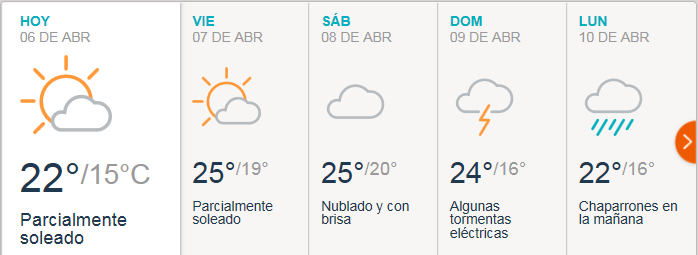 HOY
06 DE ABR
22°/15°C
Parcialmente
soleado
VIE
07 DE ABR
25°/19°
Parcialmente
soleado
SÁB
08 DE ABR
25°/20°
Nublado y con
brisa
DOM
09 DE ABR
24°/16°
Algunas
tormentas
eléctricas
LUN
10 DE ABR
22°/16°
Chaparrones en
la mañana